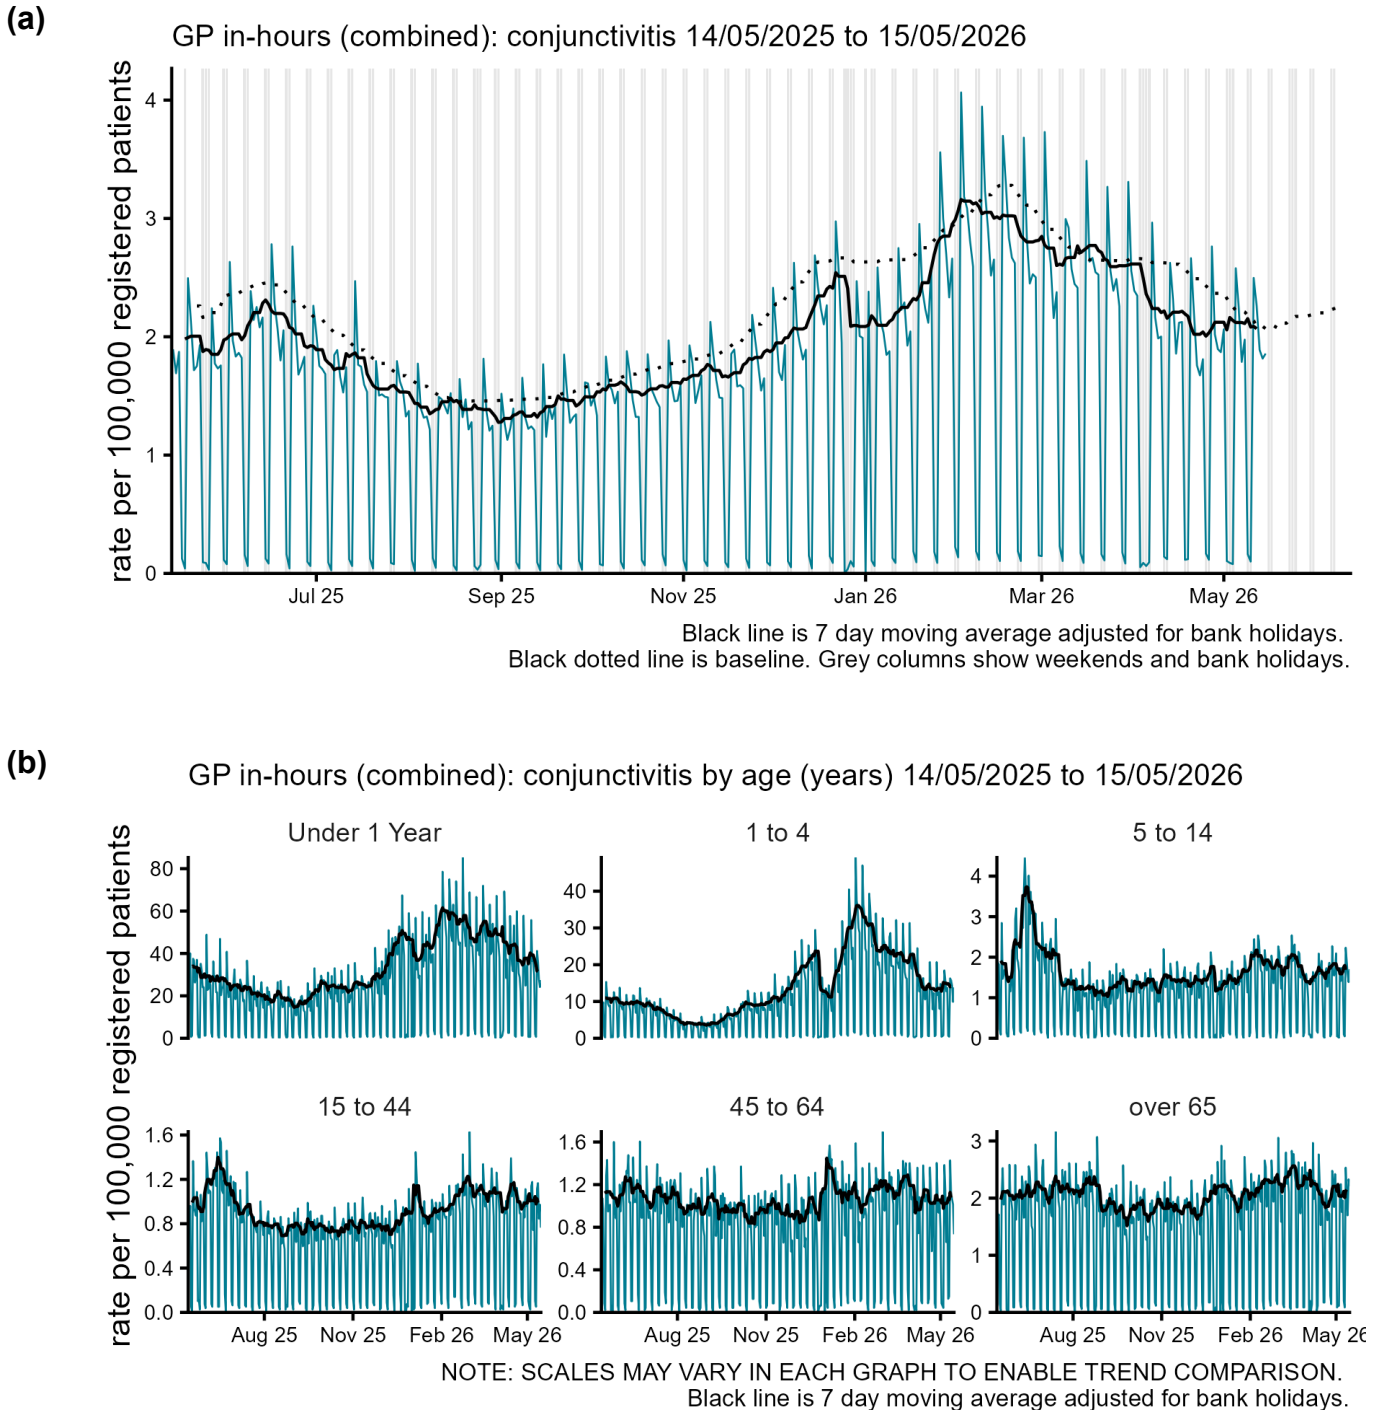 (a)
GP in-hours (combined): conjunctivitis 14/05/2025 to 15/05/2026
rate per 100,000 registered patients
4
3
2
1
0
Jul 25 Sep 25 Nov 25 Jan 26 Mar 26 May 26
Black line is 7 day moving average adjusted for bank holidays.
Black dotted line is baseline. Grey columns show weekends and bank holidays.
(b)
GP in-hours (combined): conjunctivitis by age (years) 14/05/2025 to 15/05/2026
rate per 100,000 registered patients
Under 1 Year
80
60
40
20
0
1 to 4
40
30
20
10
0
5 to 14
4
3
2
1
0
15 to 44
1.6
1.2
0.8
0.4
0.0
Aug 25 Nov 25 Feb 26 May 26
45 to 64
1.6
1.2
0.8
0.4
0.0
Aug 25 Nov 25 Feb 26 May 26
over 65
3
2
1
0
Aug 25 Nov 25 Feb 26 May 26
NOTE: SCALES MAY VARY IN EACH GRAPH TO ENABLE TREND COMPARISON.
Black line is 7 day moving average adjusted for bank holidays.